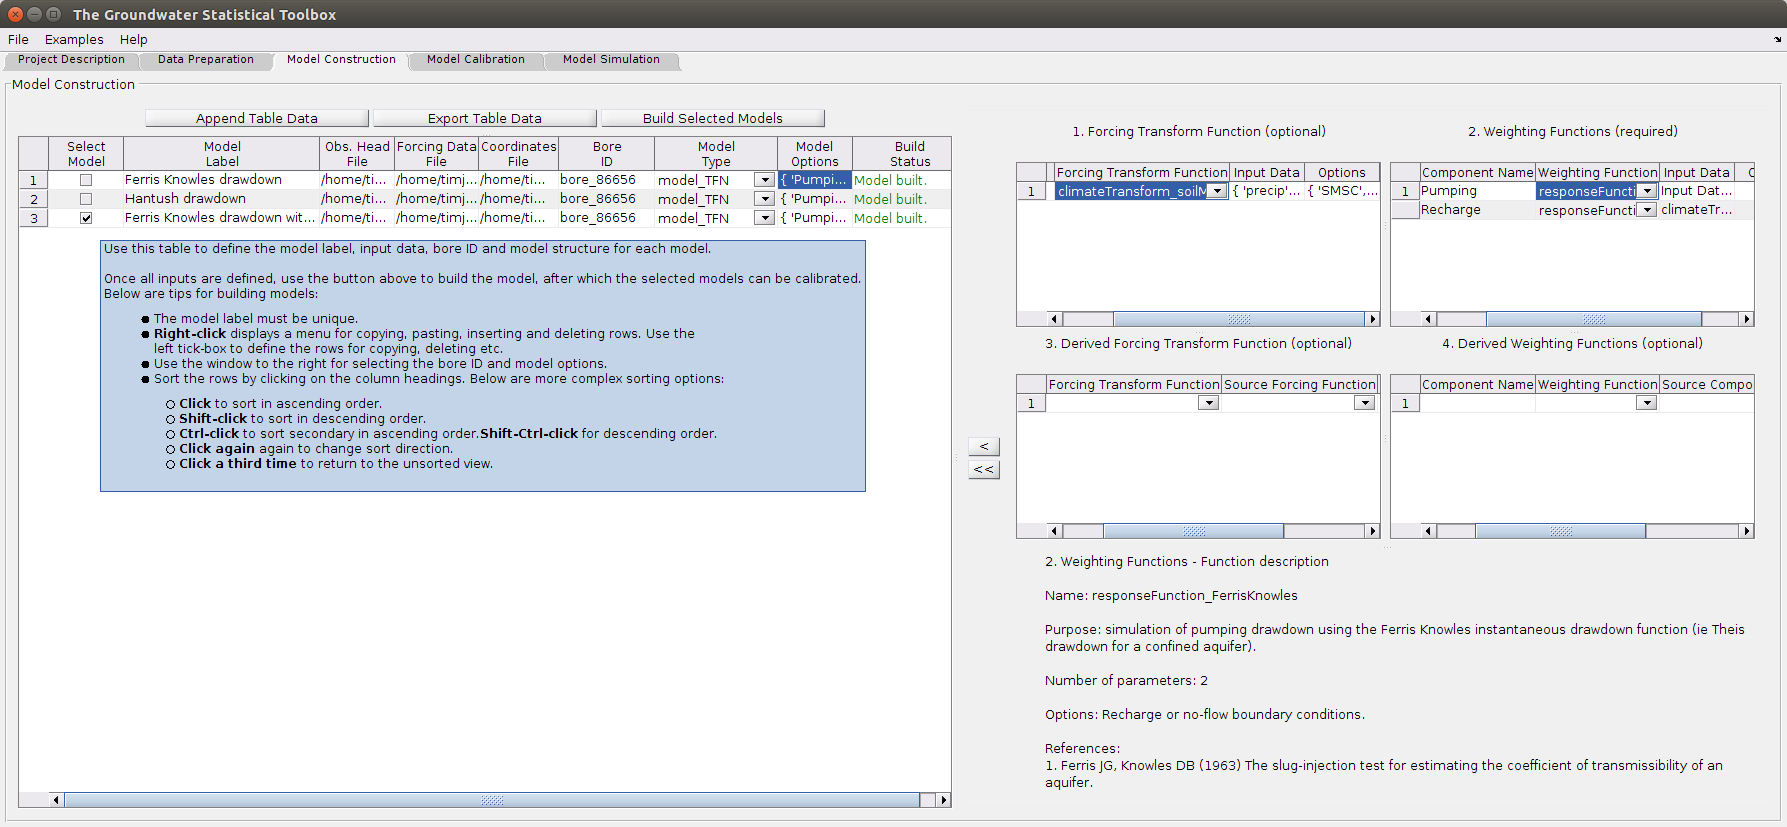 The Groundwater Statistical Toolbox
File Examples Help
Project Description Data Preparation Model Construction Model Calibration Model Simulation
Model Construction
Append Table Data Export Table Data Build Selected Models
Select Model Model Label Obs. Head File Forcing Data File Coordinates File Bore ID Model Type Model Options Build Status
1 Ferris Knowles drawdown /home/ti... /home/timj... /home/ti... bore_86656 model_TFN { 'Pumpi... Model built.
2 Hantush drawdown /home/ti... /home/timj... /home/ti... bore_86656 model_TFN { 'Pumpi... Model built.
3 Ferris Knowles drawdown wit... /home/ti... /home/timj... /home/ti... bore_86656 model_TFN { 'Pumpi... Model built.
Use this table to define the model label, input data, bore ID and model structure for each model.
Once all inputs are defined, use the button above to build the model, after which the selected models can be calibrated.
Below are tips for building models:
The model label must be unique.
Right-click displays a menu for copying, pasting, inserting and deleting rows. Use the
left tick-box to define the rows for copying, deleting etc.
Use the window to the right for selecting the bore ID and model options.
Sort the rows by clicking on the column headings. Below are more complex sorting options:
Click to sort in ascending order.
Shift-click to sort in descending order.
Ctrl-click to sort secondary in ascending order.Shift-Ctrl-click for descending order.
Click again again to change sort direction.
Click a third time to return to the unsorted view.
<
<<
1. Forcing Transform Function (optional)
Forcing Transform Function Input Data Options
1 climateTransform_soilM { 'precip'... { 'SMSC',...
2. Weighting Functions (required)
Component Name Weighting Function Input Data
1 Pumping responseFuncti Input Dat...
Recharge responseFuncti climateTr...
3. Derived Forcing Transform Function (optional)
Forcing Transform Function Source Forcing Function
1
4. Derived Weighting Functions (optional)
Component Name Weighting Function Source Compo
1
2. Weighting Functions - Function description
Name: responseFunction_FerrisKnowles
Purpose: simulation of pumping drawdown using the Ferris Knowles instantaneous drawdown function (ie Theis
drawdown for a confined aquifer).
Number of parameters: 2
Options: Recharge or no-flow boundary conditions.
References:
1. Ferris JG, Knowles DB (1963) The slug-injection test for estimating the coefficient of transmissibility of an
aquifer.